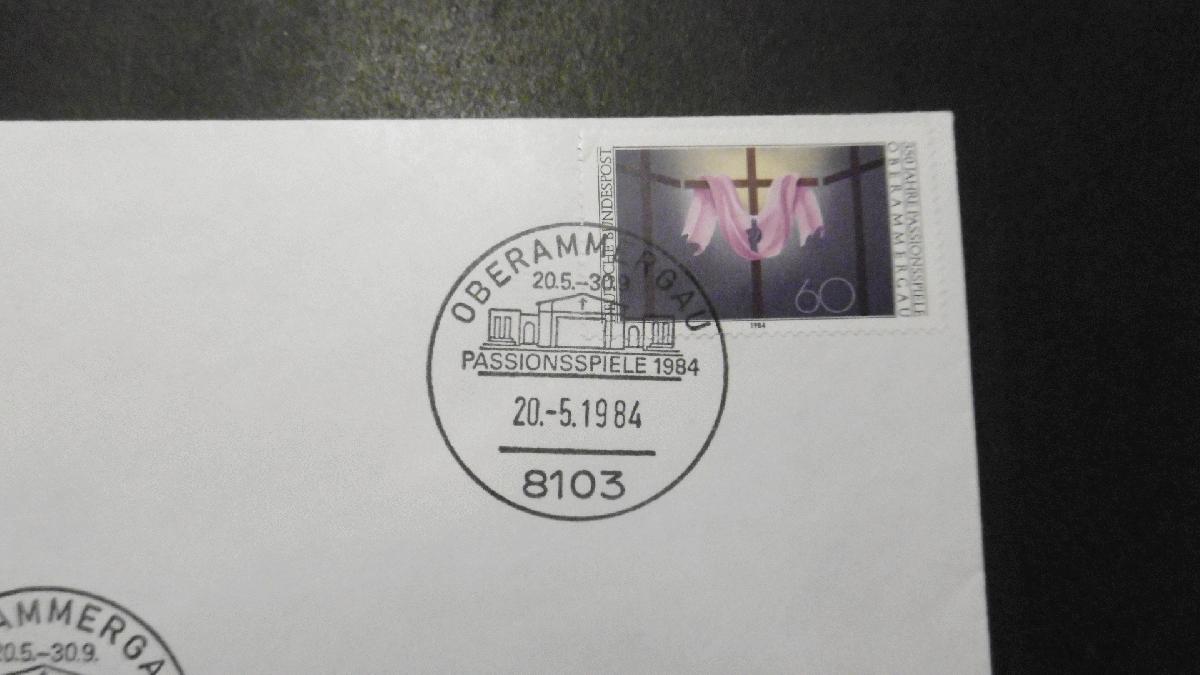 DEUTSCHE BUNDESPOST
350 JAHRE PASSIONSSPIELE
OBERAMMERGAU
60
1984
OBERAMMERGAU
20.5.–30.9.
PASSIONSSPIELE 1984
20.-5.1984
8103
AMMERGA
20.5.–30.9.